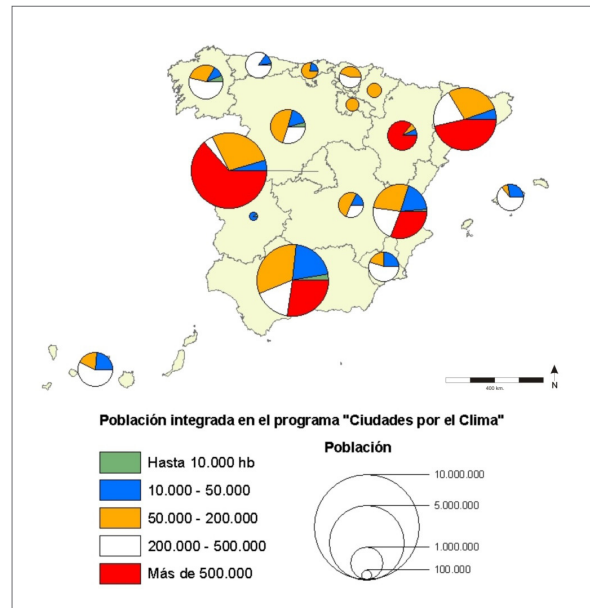 400 km.
N
Población integrada en el programa "Ciudades por el Clima"
Hasta 10.000 hb
10.000 - 50.000
50.000 - 200.000
200.000 - 500.000
Más de 500.000
Población
10.000.000
5.000.000
1.000.000
100.000